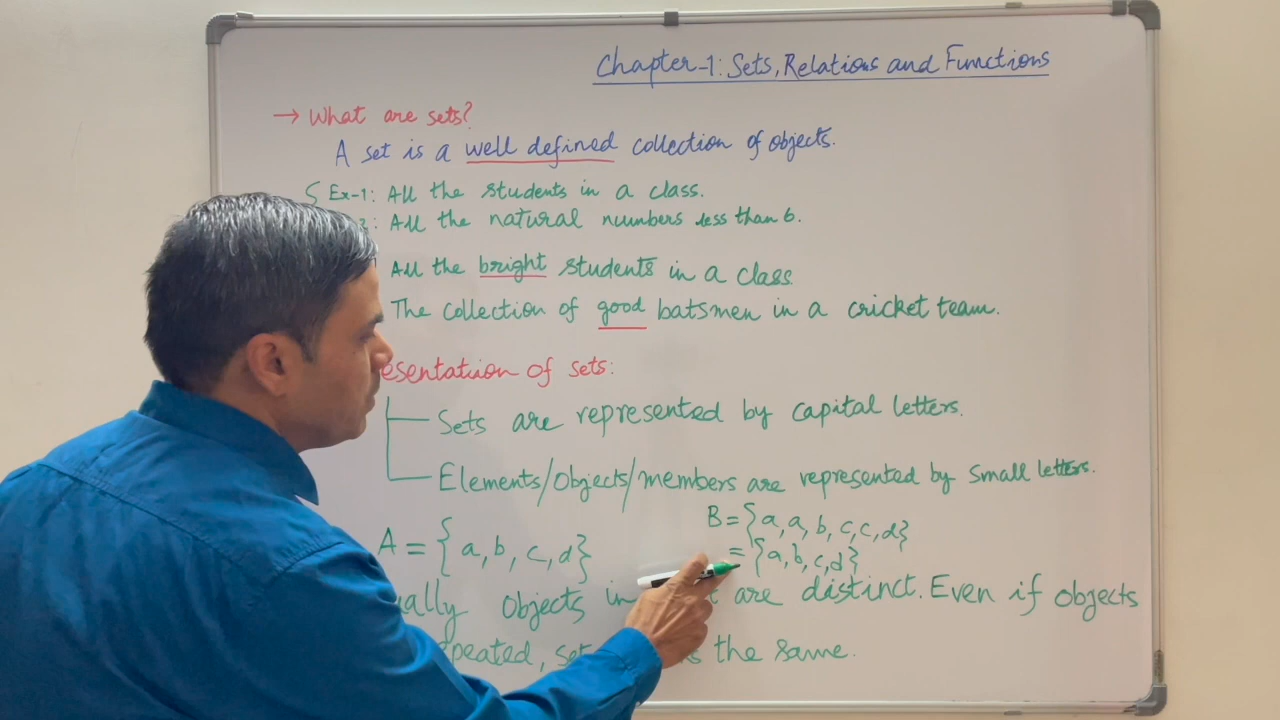 Chapter-1: Sets, Relations and Functions
→ What are sets?
A set is a well defined collection of objects.
Ex-1: All the students in a class.
: All the natural numbers less than 6.
All the bright students in a class.
The collection of good batsmen in a cricket team.
esentation of sets:
Sets are represented by capital letters.
Elements/Objects/members are represented by small letters.
A = {a, b, c, d}
B = {a, a, b, c, c, d}
= {a, b, c, d}
ually objects in are distinct. Even if objects
peated, set the same.